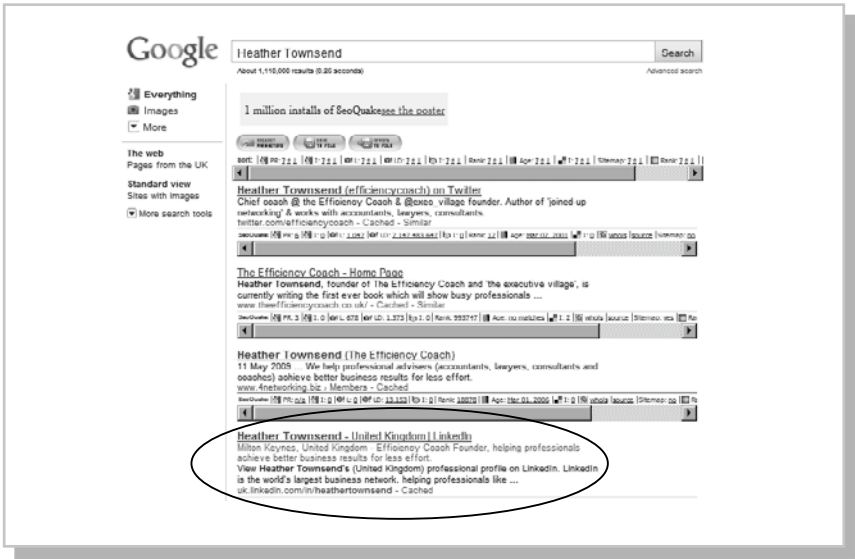 Google
Heather Townsend
Search
About 1,110,000 results (0.26 seconds)
Advanced search
Everything
Images
More
The web
Pages from the UK
Standard view
Sites with images
More search tools
1 million installs of SeoQuakesee the poster
Heather Townsend (efficiencycoach) on Twitter
Chief coach @ the Efficiency Coach & @exec_village founder. Author of 'joined up
networking' & works with accountants, lawyers, consultants.
twitter.com/efficiencycoach - Cached - Similar
The Efficiency Coach - Home Page
Heather Townsend, founder of The Efficiency Coach and 'the executive village', is
currently writing the first ever book which will show busy professionals ...
www.theefficiencycoach.co.uk/ - Cached - Similar
Heather Townsend (The Efficiency Coach)
11 May 2009 ... We help professional advisers (accountants, lawyers, consultants and
coaches) achieve better business results for less effort.
www.4networking.biz › Members - Cached
Heather Townsend - United Kingdom | LinkedIn
Milton Keynes, United Kingdom - Efficiency Coach Founder, helping professionals
achieve better business results for less effort.
View Heather Townsend's (United Kingdom) professional profile on LinkedIn. LinkedIn
is the world's largest business network, helping professionals like ...
uk.linkedin.com/in/heathertownsend - Cached